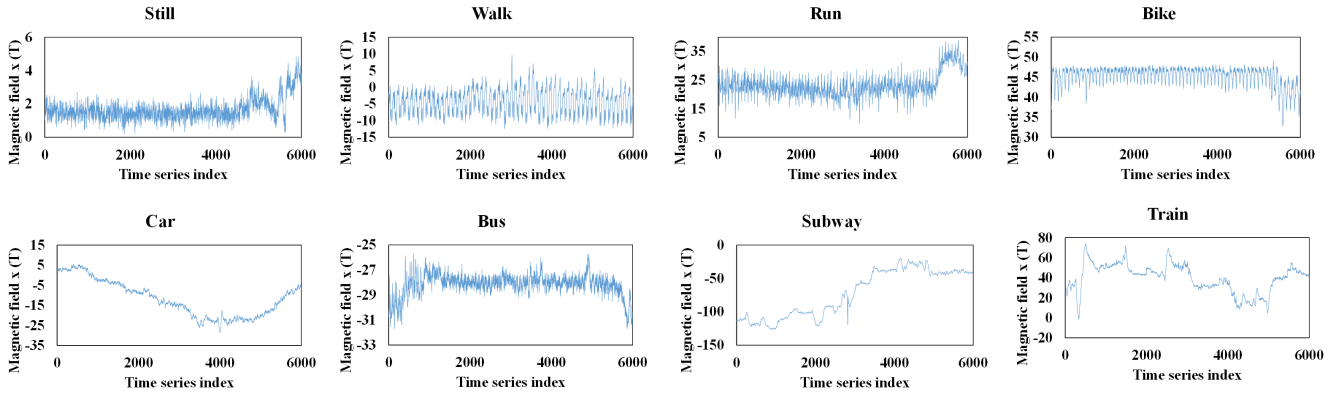 Still
Magnetic field x (T)
6
4
2
0
0 2000 4000 6000
Time series index
Walk
Magnetic field x (T)
15
10
5
0
-5
-10
-15
0 2000 4000 6000
Time series index
Run
Magnetic field x (T)
35
25
15
5
0 2000 4000 6000
Time series index
Bike
Magnetic field x (T)
55
50
45
40
35
30
0 2000 4000 6000
Time series index
Car
Magnetic field x (T)
15
5
-5
-15
-25
-35
0 2000 4000 6000
Time series index
Bus
Magnetic field x (T)
-25
-27
-29
-31
-33
0 2000 4000 6000
Time series index
Subway
Magnetic field x (T)
0
-50
-100
-150
0 2000 4000 6000
Time series index
Train
Magnetic field x (T)
80
60
40
20
0
-20
0 2000 4000 6000
Time series index